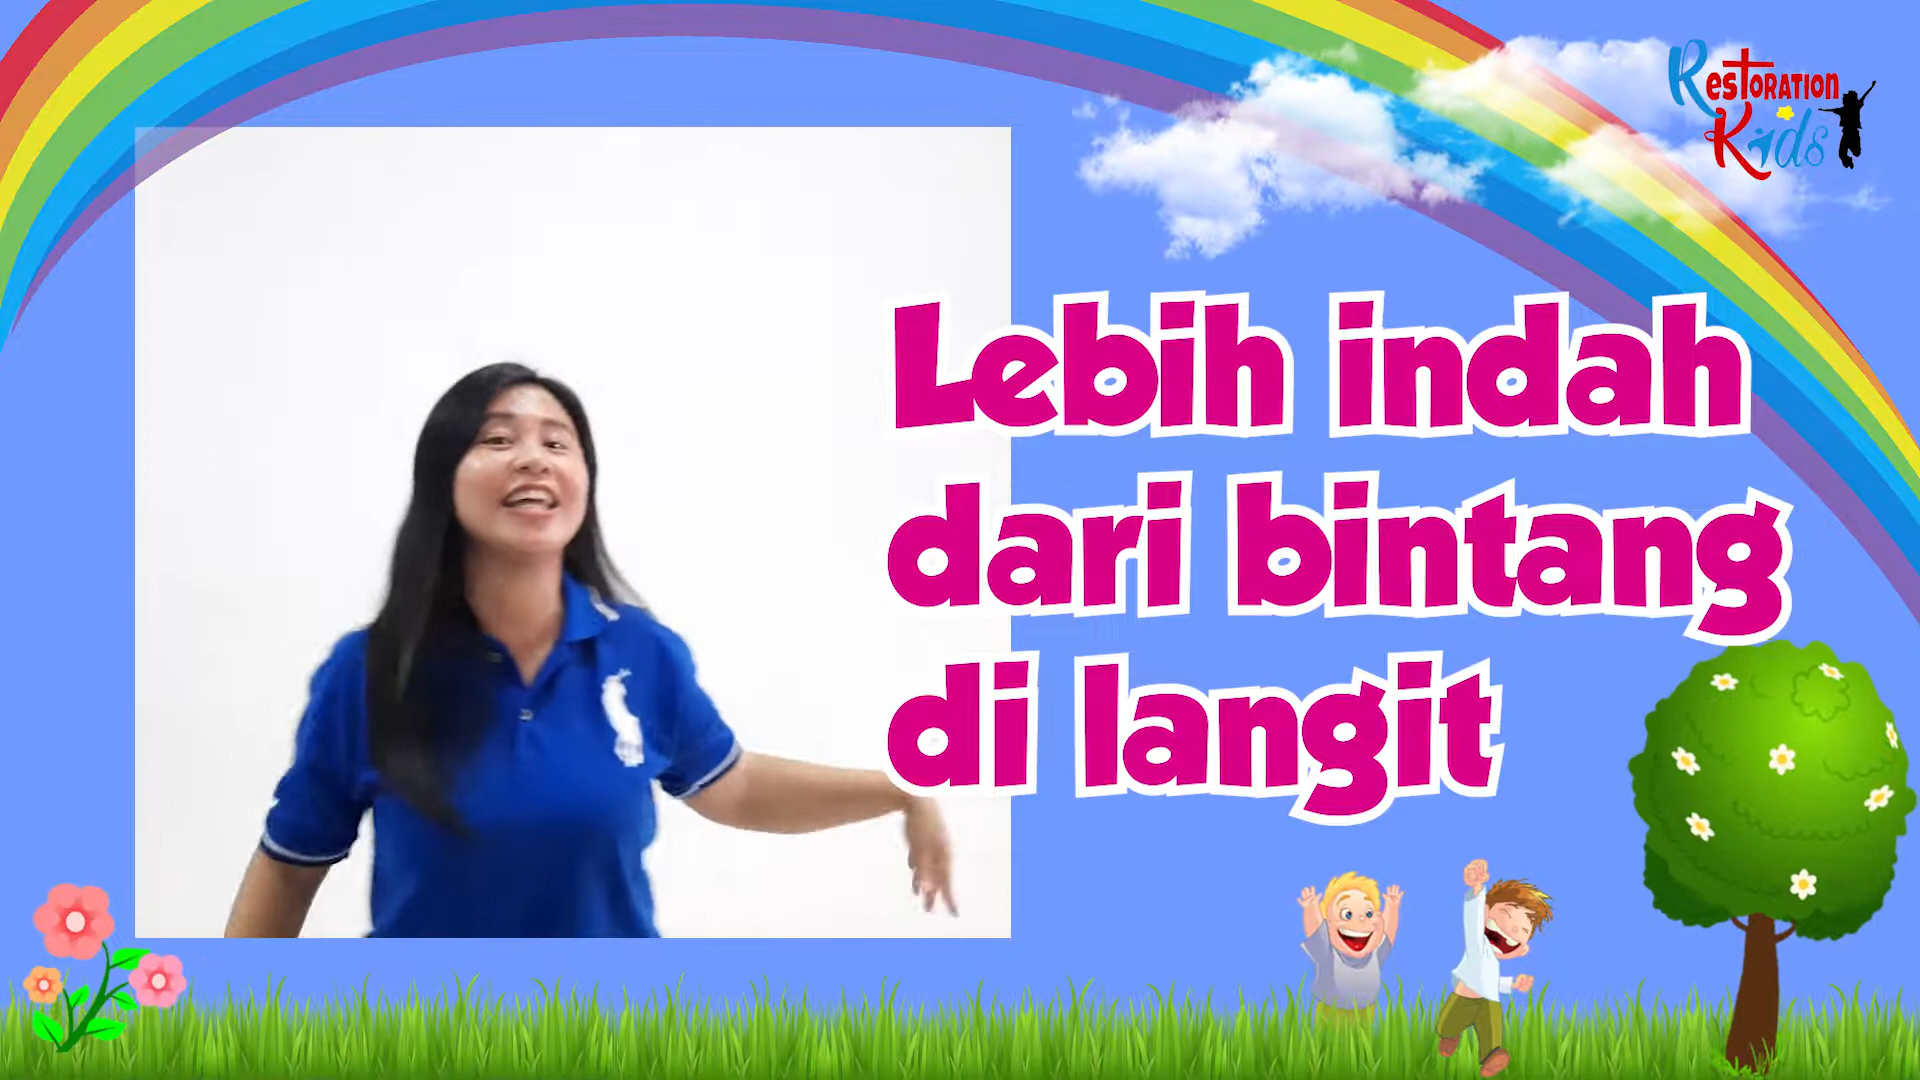 Restoration
Kids
Lebih indah
dari bintang
di langit